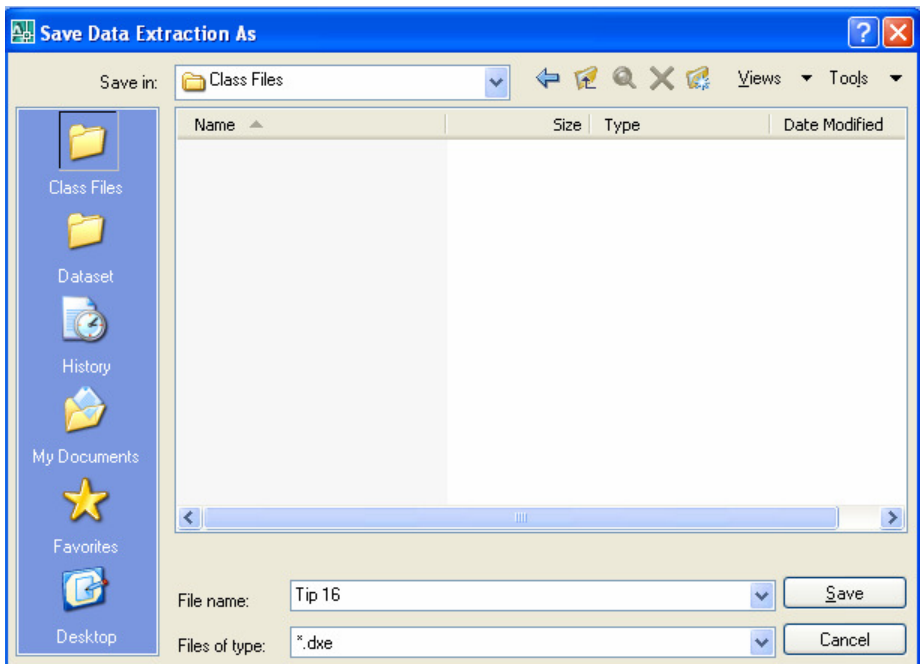 Save Data Extraction As
Save in: Class Files Views Tools
Name Size Type Date Modified
Class Files
Dataset
History
My Documents
Favorites
Desktop
File name: Tip 16 Save
Files of type: *.dxe Cancel